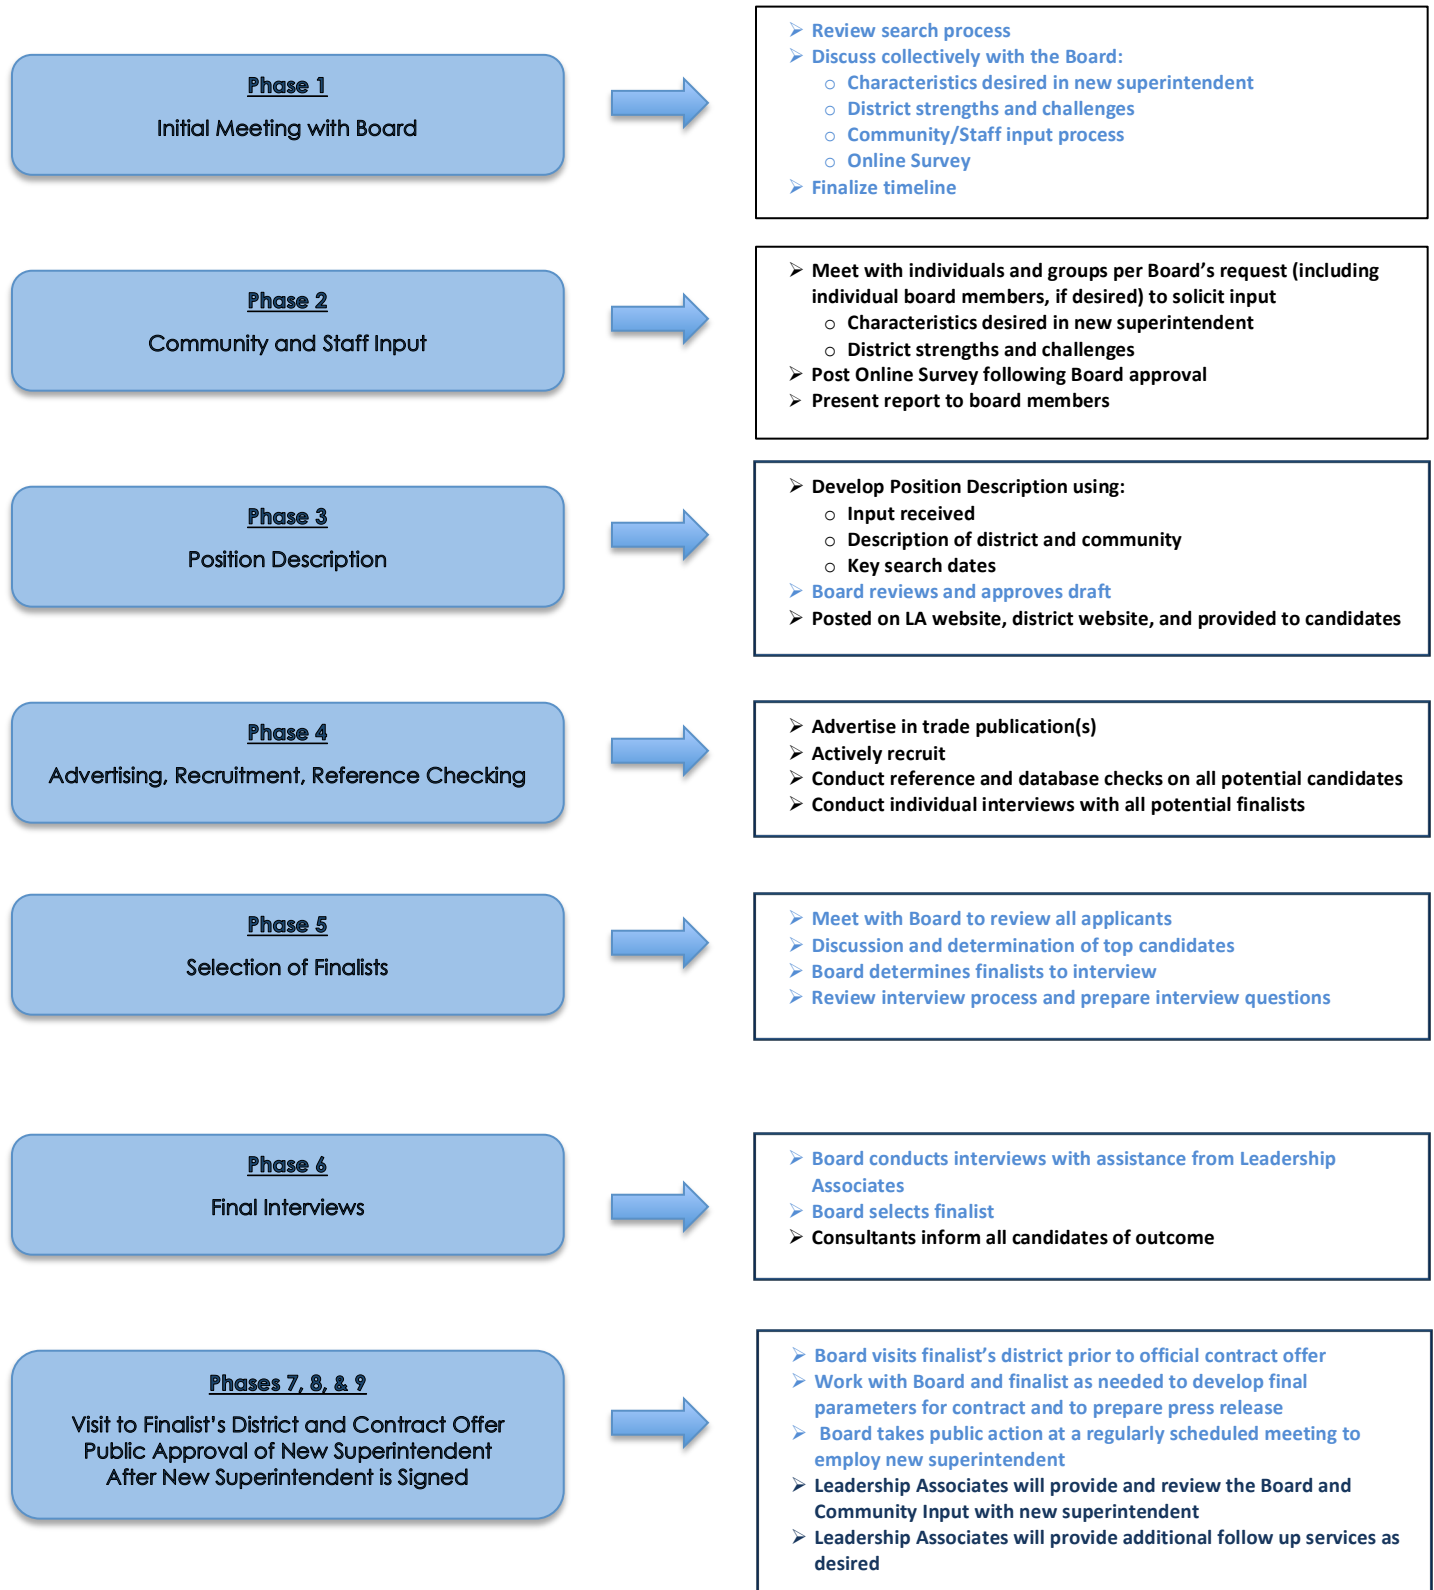 Phase 1
Initial Meeting with Board
➢ Review search process
➢ Discuss collectively with the Board:
o Characteristics desired in new superintendent
o District strengths and challenges
o Community/Staff input process
o Online Survey
➢ Finalize timeline
Phase 2
Community and Staff Input
➢ Meet with individuals and groups per Board’s request (including
individual board members, if desired) to solicit input
o Characteristics desired in new superintendent
o District strengths and challenges
➢ Post Online Survey following Board approval
➢ Present report to board members
Phase 3
Position Description
➢ Develop Position Description using:
o Input received
o Description of district and community
o Key search dates
➢ Board reviews and approves draft
➢ Posted on LA website, district website, and provided to candidates
Phase 4
Advertising, Recruitment, Reference Checking
➢ Advertise in trade publication(s)
➢ Actively recruit
➢ Conduct reference and database checks on all potential candidates
➢ Conduct individual interviews with all potential finalists
Phase 5
Selection of Finalists
➢ Meet with Board to review all applicants
➢ Discussion and determination of top candidates
➢ Board determines finalists to interview
➢ Review interview process and prepare interview questions
Phase 6
Final Interviews
➢ Board conducts interviews with assistance from Leadership
Associates
➢ Board selects finalist
➢ Consultants inform all candidates of outcome
Phases 7, 8, & 9
Visit to Finalist’s District and Contract Offer
Public Approval of New Superintendent
After New Superintendent is Signed
➢ Board visits finalist’s district prior to official contract offer
➢ Work with Board and finalist as needed to develop final
parameters for contract and to prepare press release
➢ Board takes public action at a regularly scheduled meeting to
employ new superintendent
➢ Leadership Associates will provide and review the Board and
Community Input with new superintendent
➢ Leadership Associates will provide additional follow up services as
desired